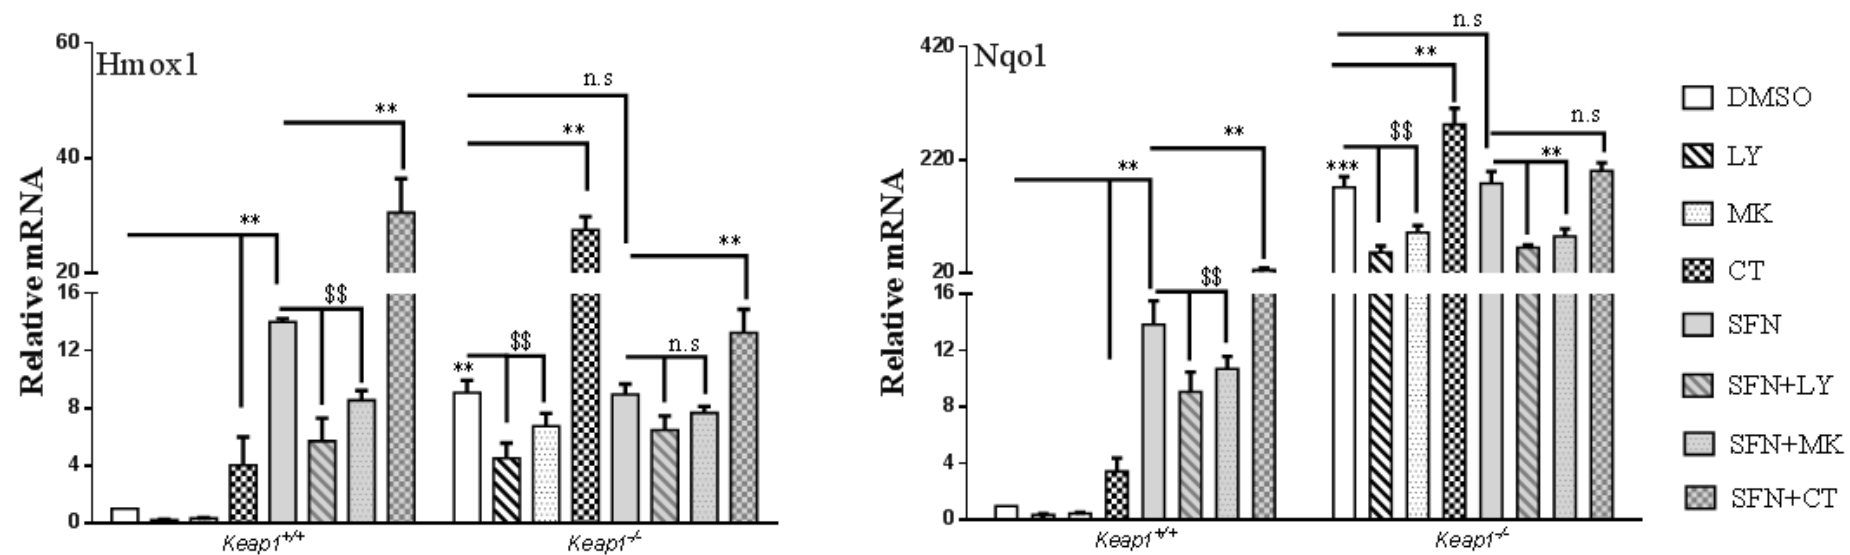 Hmox1
Relative mRNA
60
40
20
16
12
8
4
0
**
$$
**
**
$$
**
n.s
n.s
**
Keap1+/+
Keap1-/-
Nqo1
Relative mRNA
420
220
20
16
12
8
4
0
**
$$
**
***
$$
**
n.s
**
n.s
Keap1+/+
Keap1-/-
DMSO
LY
MK
CT
SFN
SFN+LY
SFN+MK
SFN+CT